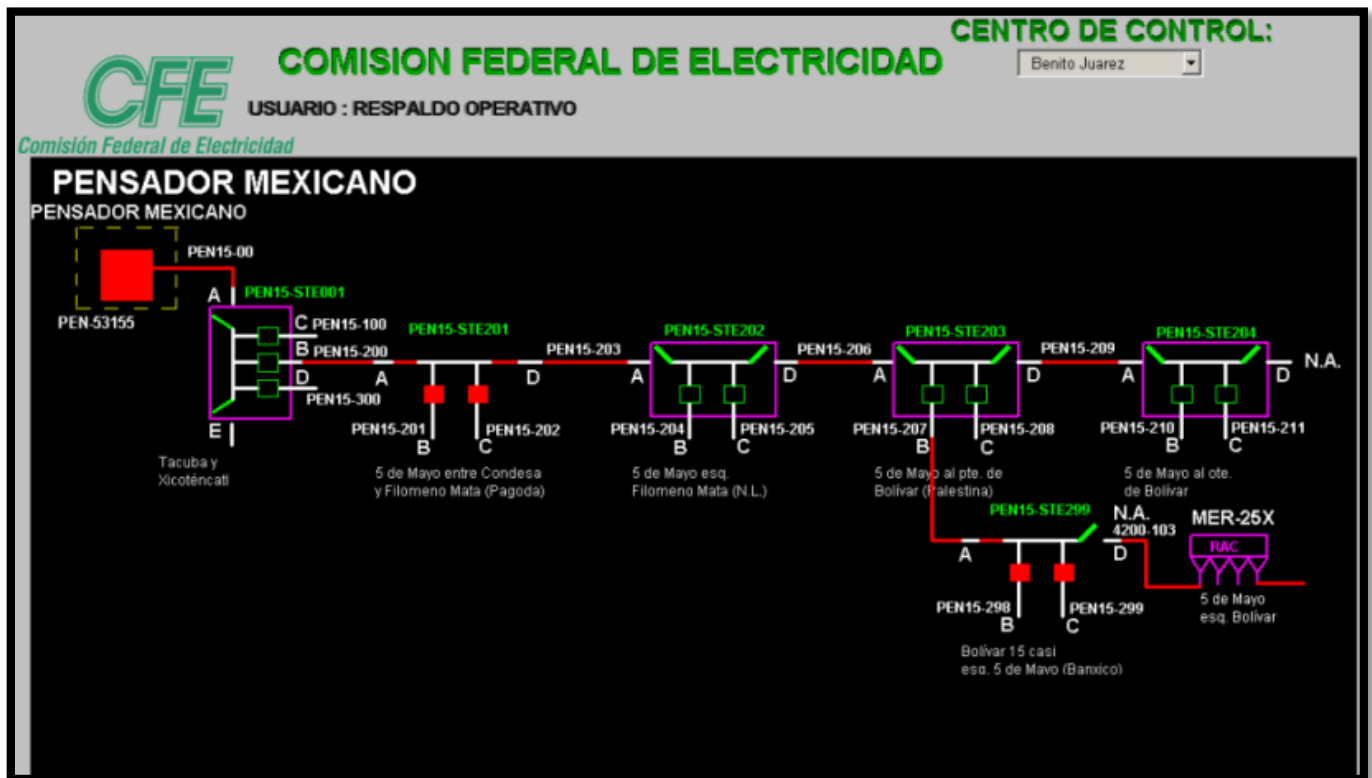 CENTRO DE CONTROL:
CFE
COMISION FEDERAL DE ELECTRICIDAD
Benito Juarez
USUARIO : RESPALDO OPERATIVO
Comisión Federal de Electricidad
PENSADOR MEXICANO
PENSADOR MEXICANO
PEN15-00
PEN-53155
A PEN15-STE001
C PEN15-100
B PEN15-200
D
PEN15-300
E
Tacuba y
Xicoténcatl
PEN15-STE201
A D
PEN15-201 PEN15-202
B C
5 de Mayo entre Condesa
y Filomeno Mata (Pagoda)
PEN15-203
PEN15-STE202
A D
PEN15-204 PEN15-205
B C
5 de Mayo esq.
Filomeno Mata (N.L.)
PEN15-206
PEN15-STE203
A D
PEN15-207 PEN15-208
B C
5 de Mayo al pte. de
Bolívar (Palestina)
PEN15-209
PEN15-STE204
A D N.A.
PEN15-210 PEN15-211
B C
5 de Mayo al ote.
de Bolívar
PEN15-STE299
N.A.
4200-103
A D
PEN15-298 PEN15-299
B C
Bolívar 15 casi
esq. 5 de Mayo (Banxico)
MER-25X
RAC
5 de Mayo
esq. Bolívar